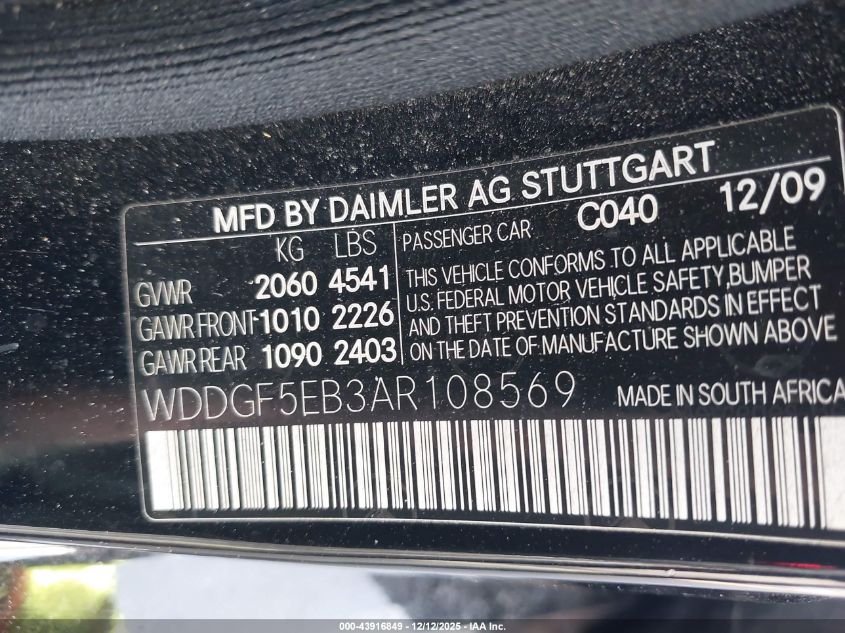 MFD BY DAIMLER AG STUTTGART
KG LBS PASSENGER CAR C040 12/09
GVWR 2060 4541
GAWR FRONT 1010 2226
GAWR REAR 1090 2403
THIS VEHICLE CONFORMS TO ALL APPLICABLE
U.S. FEDERAL MOTOR VEHICLE SAFETY, BUMPER
AND THEFT PREVENTION STANDARDS IN EFFECT
ON THE DATE OF MANUFACTURE SHOWN ABOVE
WDDGF5EB3AR108569 MADE IN SOUTH AFRICA
000-43916849 - 12/12/2025 - IAA Inc.